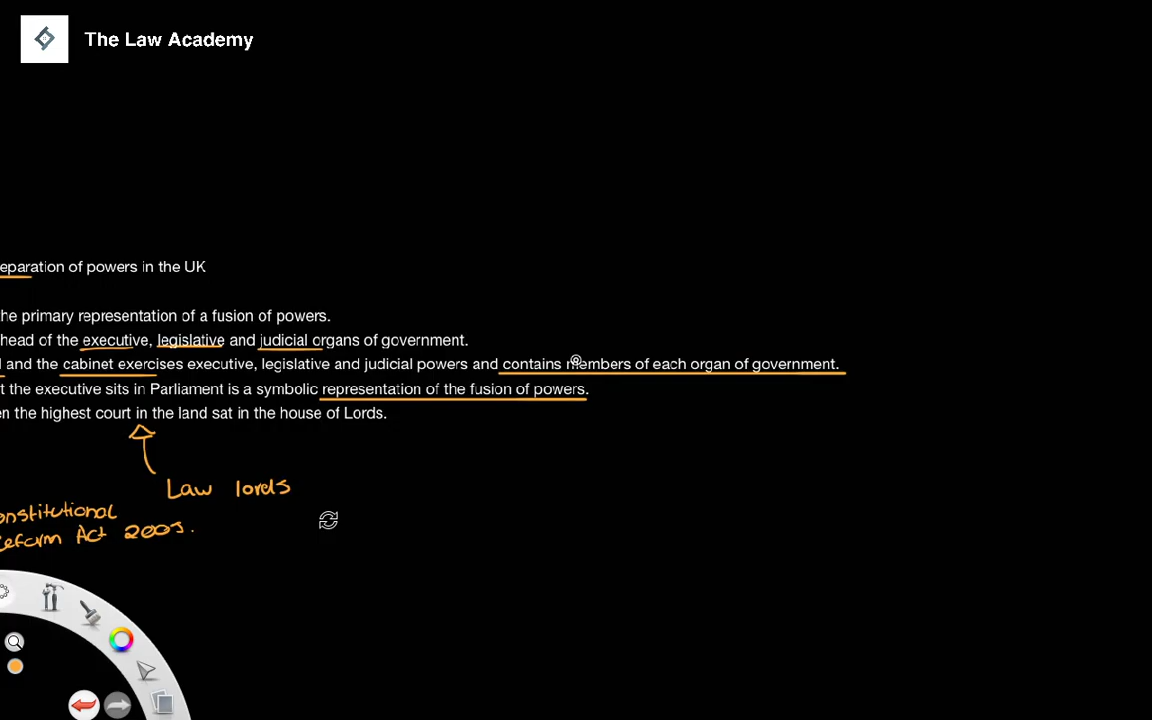 The Law Academy
eparation of powers in the UK
he primary representation of a fusion of powers.
head of the executive, legislative and judicial organs of government.
and the cabinet exercises executive, legislative and judicial powers and contains members of each organ of government.
t the executive sits in Parliament is a symbolic representation of the fusion of powers.
en the highest court in the land sat in the house of Lords.
Law lords
onstitutional
eform Act 2005.